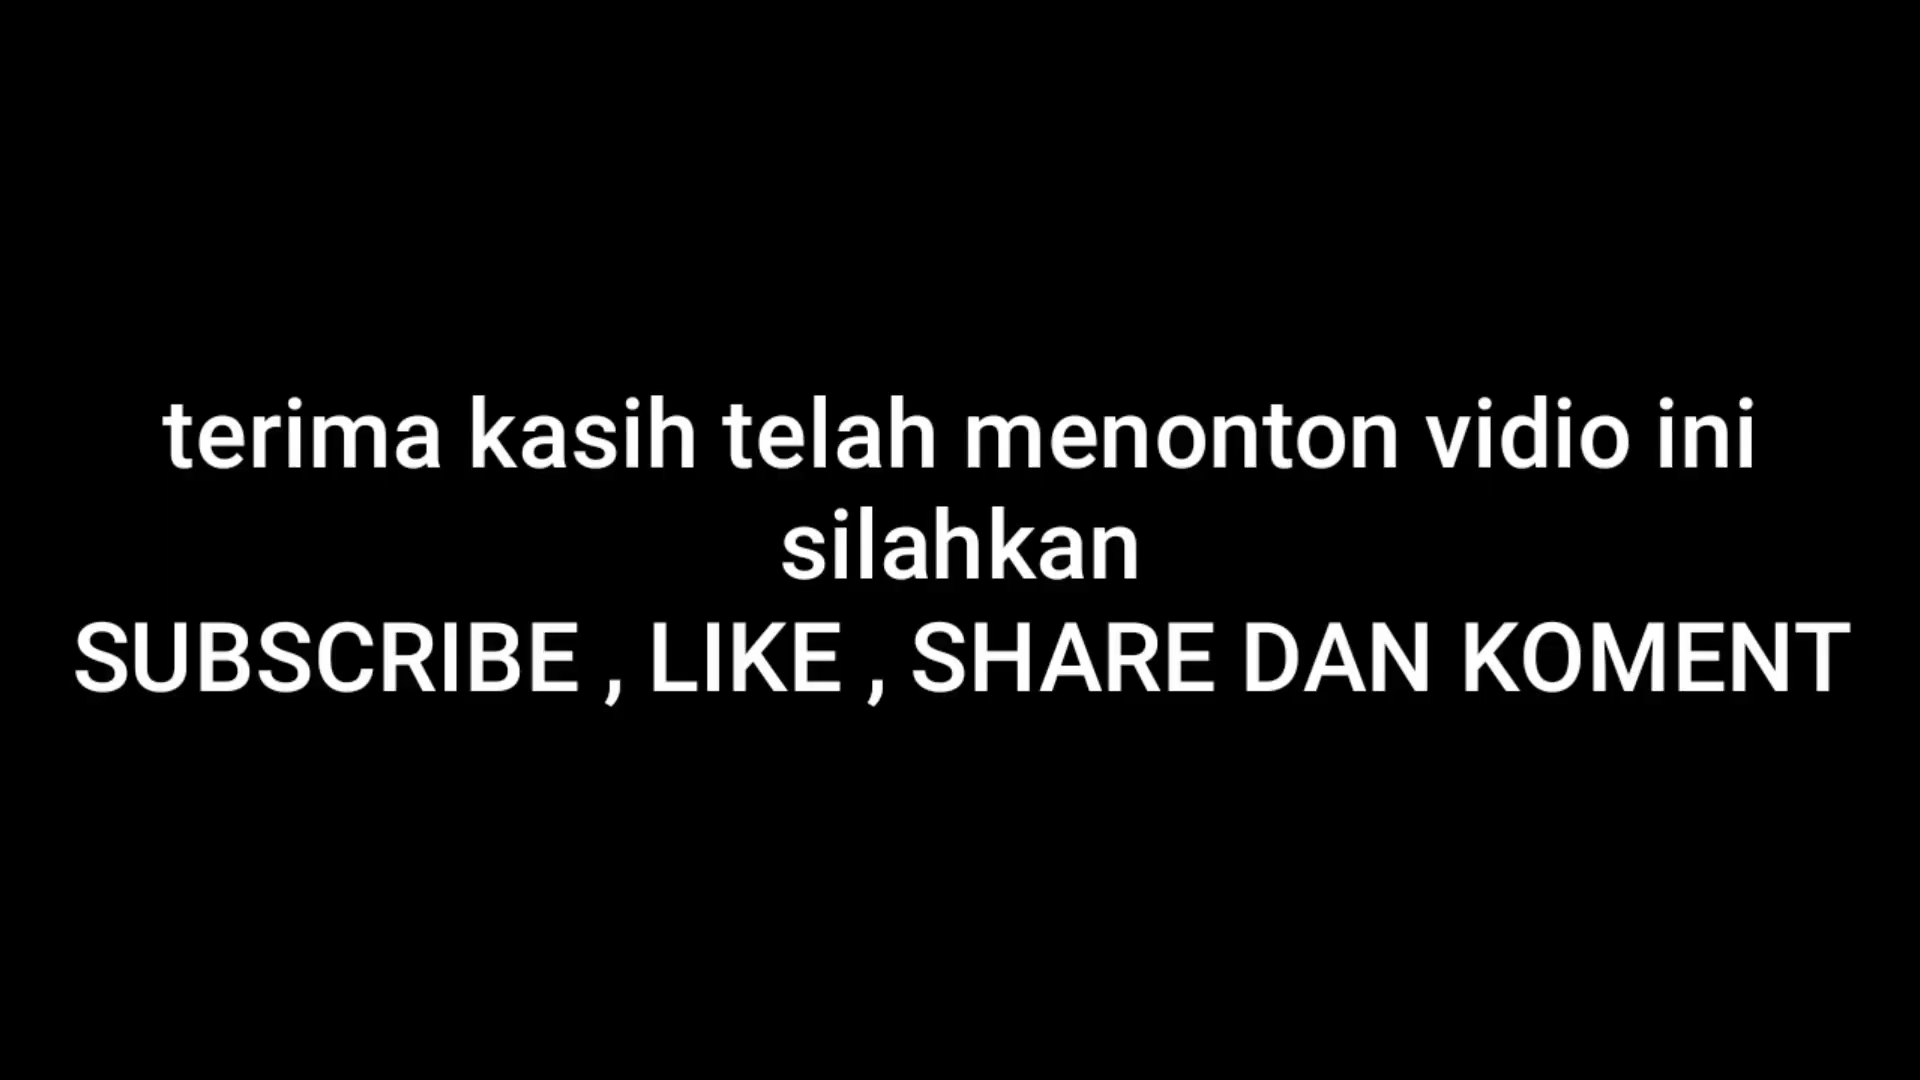 terima kasih telah menonton vidio ini
silahkan
SUBSCRIBE , LIKE , SHARE DAN KOMENT